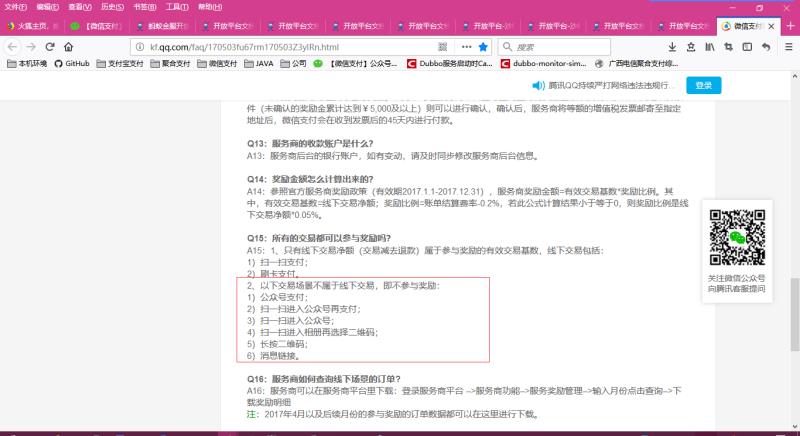 文件(F) 编辑(E) 查看(V) 历史(S) 书签(B) 工具(T) 帮助(H)
火狐主页, 【微信支付】 蚂蚁金服开放 开放平台文档 开放平台文档 开放平台文档 开放平台 开放平台 开放平台文档 开放平台文档 微信支付
kf.qq.com/faq/170503fu67rm170503Z3yIRn.html
搜索
本机环境 GitHub 支付宝支付 聚合支付 微信支付 JAVA 公司 【微信支付】公众号... Dubbo服务启动时Ca... dubbo-monitor-sim... 广西电信聚合支付综...
腾讯QQ持续严打网络违法违规行... 登录
件（未确认的奖励金累计达到￥5,000及以上）则可以进行确认，确认后，服务商将等额的增值税发票邮寄至指定
地址后，微信支付会在收到发票后的45天内进行付款。
Q13：服务商的收款账户是什么？
A13：服务商后台的银行账户，如有变动，请及时同步修改服务商后台信息。
Q14：奖励金额怎么计算出来的？
A14：参照官方服务商奖励政策（有效期2017.1.1-2017.12.31），服务商奖励金额=有效交易基数*奖励比例。其
中，有效交易基数=线下交易净额；奖励比例=账单结算费率-0.2%，若此公式计算结果小于等于0，则奖励比例是线
下交易净额*0.05%。
Q15：所有的交易都可以参与奖励吗？
A15：1、只有线下交易净额（交易减去退款）属于参与奖励的有效交易基数，线下交易包括：
1）扫一扫支付；
2）刷卡支付。
2、以下交易场景不属于线下交易，即不参与奖励：
1）公众号支付；
2）扫一扫进入公众号再支付；
3）扫一扫进入公众号；
4）扫一扫进入相册再选择二维码；
5）长按二维码；
6）消息链接。
Q16：服务商如何查询线下场景的订单？
A16：服务商可以在服务商平台里下载：登录服务商平台 –>服务商功能–>服务奖励管理–>输入月份点击查询–>下
载奖励明细
注：2017年4月以及后续月份的参与奖励的订单数据都可以在这里进行下载。
关注微信公众号
向腾讯客服提问